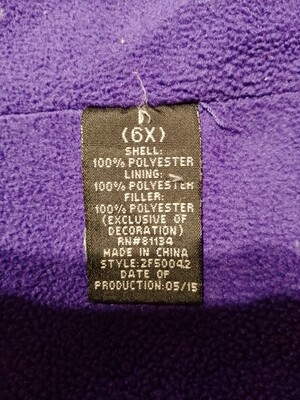 (6X)
SHELL:
100% POLYESTER
LINING:
100% POLYESTER
FILLER:
100% POLYESTER
(EXCLUSIVE OF
DECORATION)
RN#81134
MADE IN CHINA
STYLE:2F50042
DATE OF
PRODUCTION:05/15